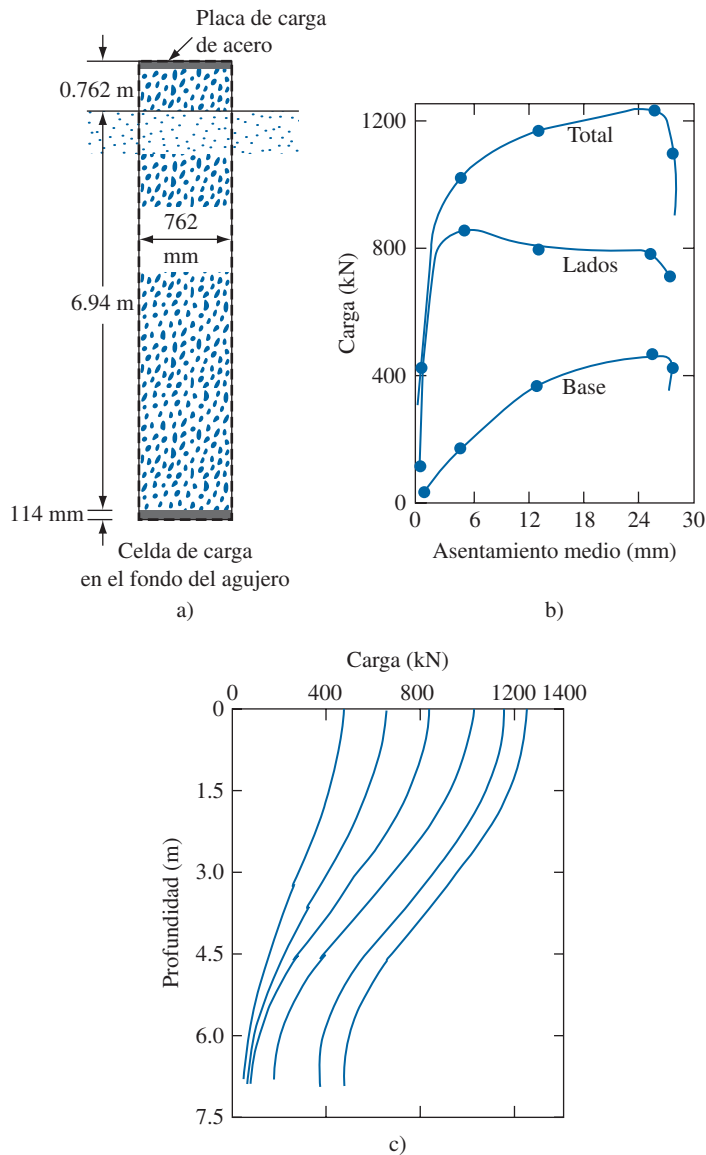 Placa de carga
de acero
0.762 m
762
mm
6.94 m
114 mm
Celda de carga
en el fondo del agujero
a)
1200
800
400
0
Carga (kN)
Total
Lados
Base
0 6 12 18 24 30
Asentamiento medio (mm)
b)
Carga (kN)
0 400 800 1200 1400
0
1.5
3.0
4.5
6.0
7.5
Profundidad (m)
c)